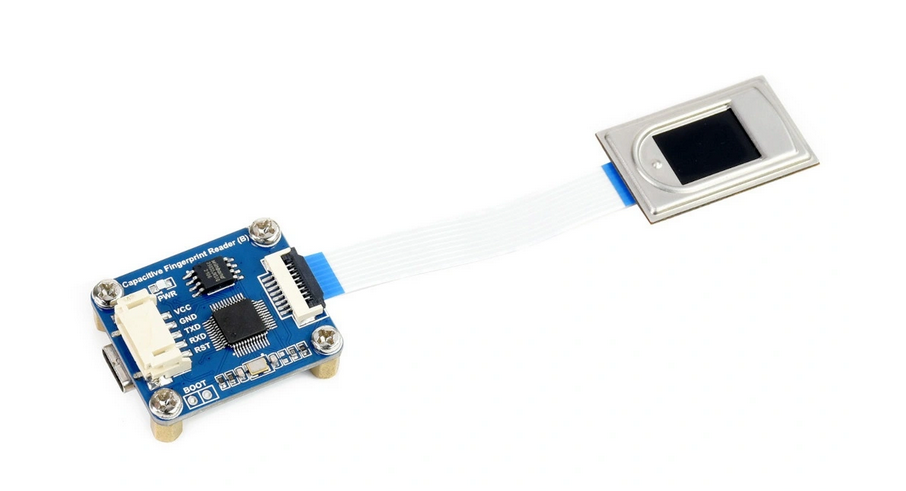 Capacitive Fingerprint Reader (B)
PWR
VCC
GND
TXD
RXD
RST
BOOT